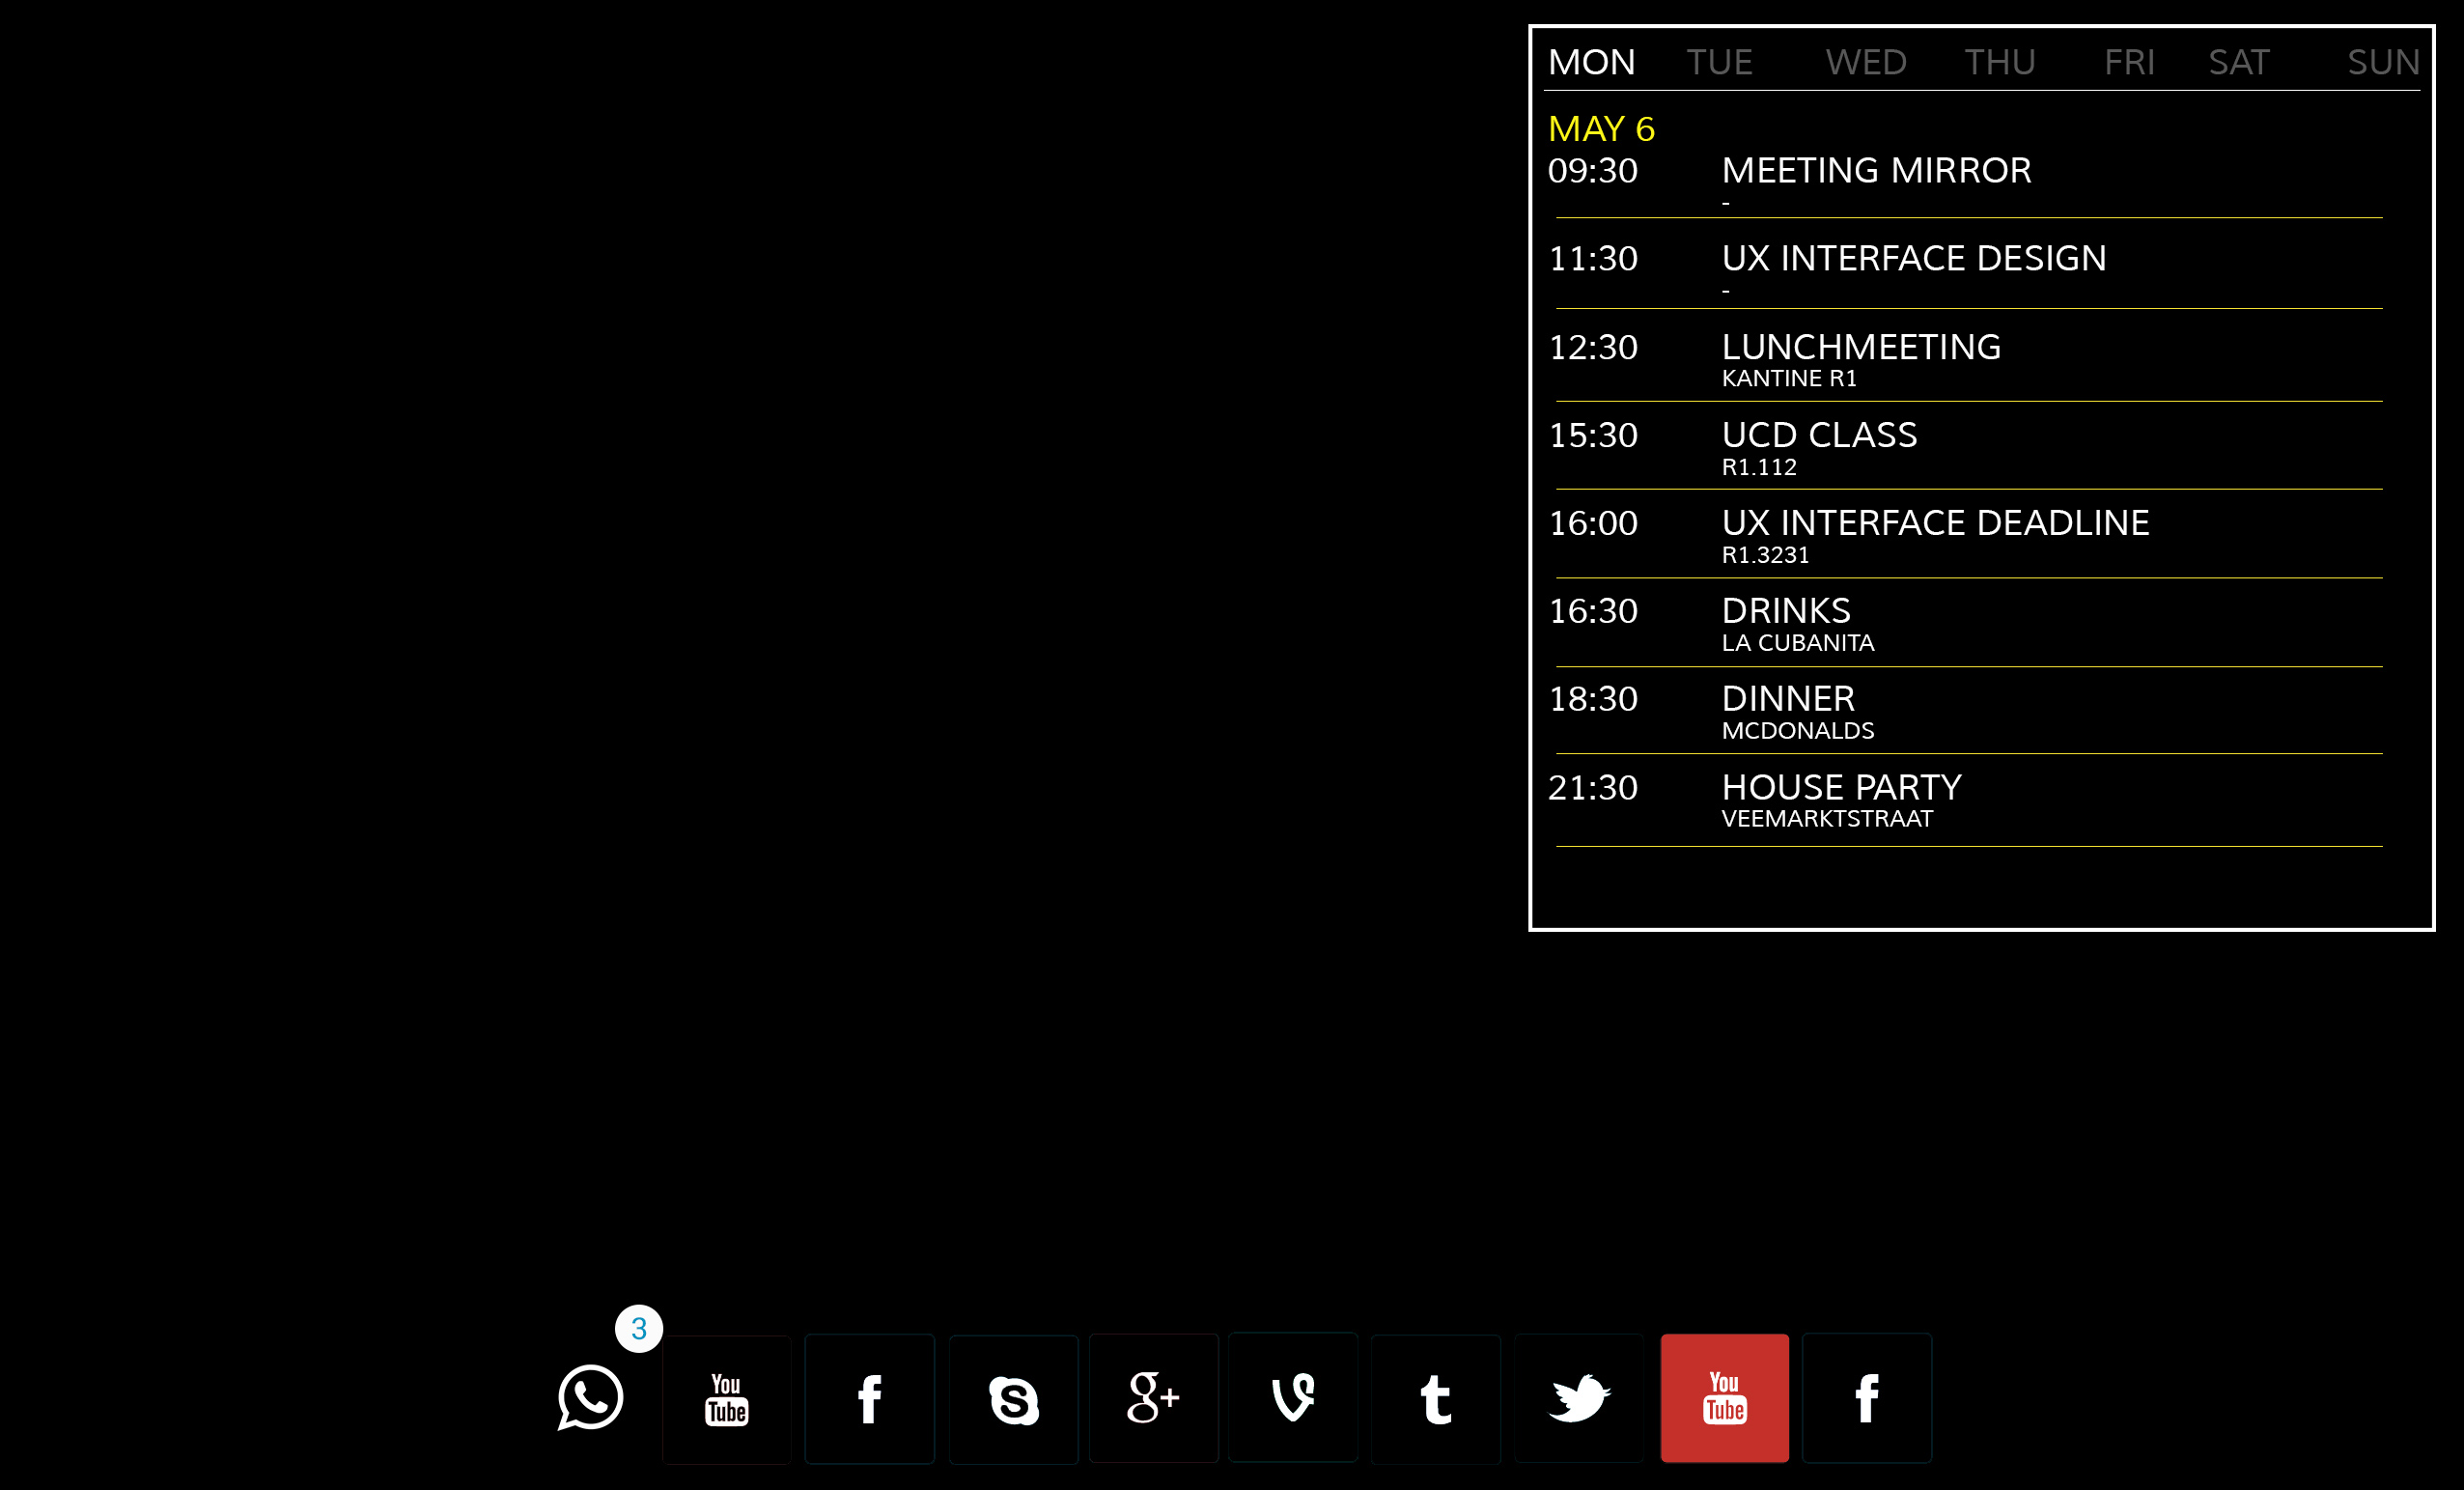 MON TUE WED THU FRI SAT SUN
MAY 6
09:30 MEETING MIRROR
-
11:30 UX INTERFACE DESIGN
-
12:30 LUNCHMEETING
KANTINE R1
15:30 UCD CLASS
R1.112
16:00 UX INTERFACE DEADLINE
R1.3231
16:30 DRINKS
LA CUBANITA
18:30 DINNER
MCDONALDS
21:30 HOUSE PARTY
VEEMARKTSTRAAT
3
You Tube f S g+ t You Tube f